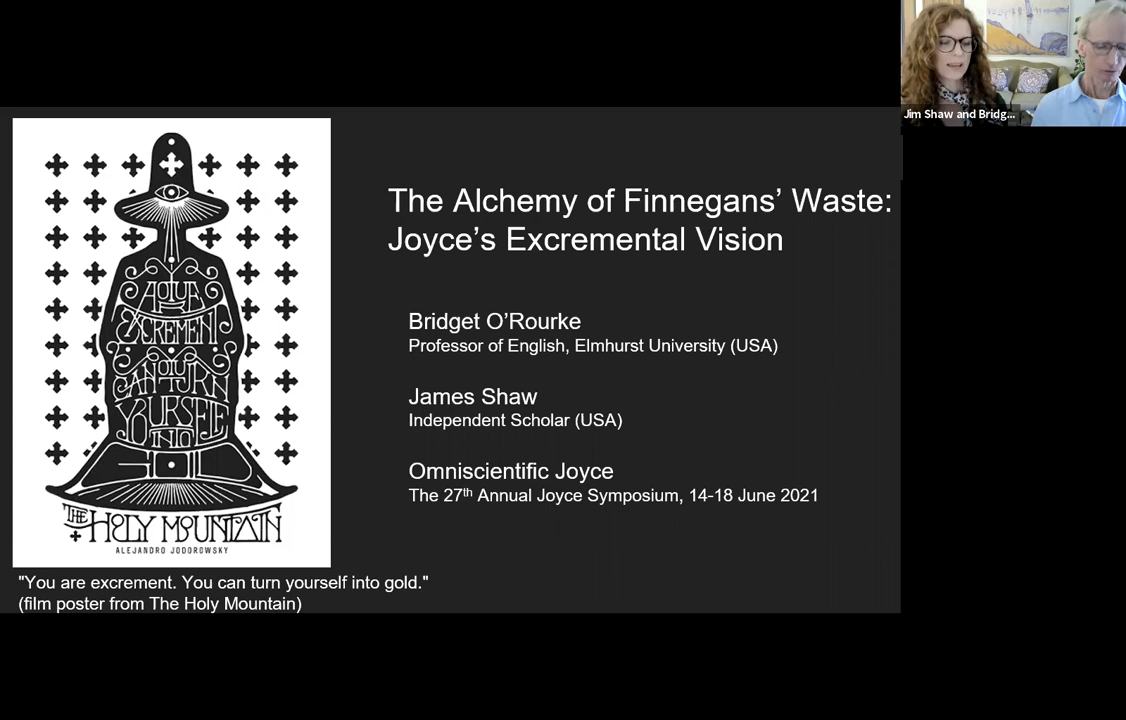 Jim Shaw and Bridg...
The Alchemy of Finnegans’ Waste:
Joyce’s Excremental Vision
Bridget O’Rourke
Professor of English, Elmhurst University (USA)
James Shaw
Independent Scholar (USA)
Omniscientific Joyce
The 27th Annual Joyce Symposium, 14-18 June 2021
EXCREMENT
YOU
CAN TURN
YOURSELF
INTO
GOLD
THE HOLY MOUNTAIN
ALEJANDRO JODOROWSKY
"You are excrement. You can turn yourself into gold."
(film poster from The Holy Mountain)